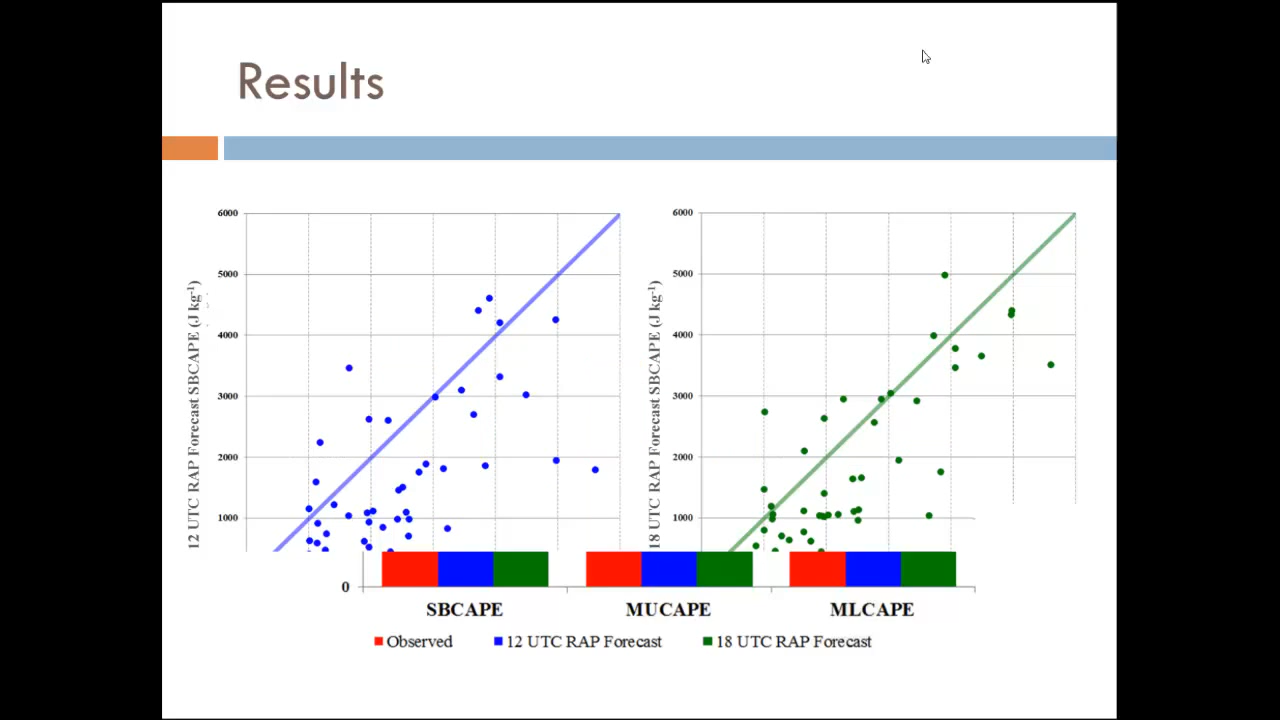 Results
6000
5000
4000
3000
2000
1000
12 UTC RAP Forecast SBCAPE (J kg-1)
6000
5000
4000
3000
2000
1000
18 UTC RAP Forecast SBCAPE (J kg-1)
0
SBCAPE MUCAPE MLCAPE
Observed 12 UTC RAP Forecast 18 UTC RAP Forecast